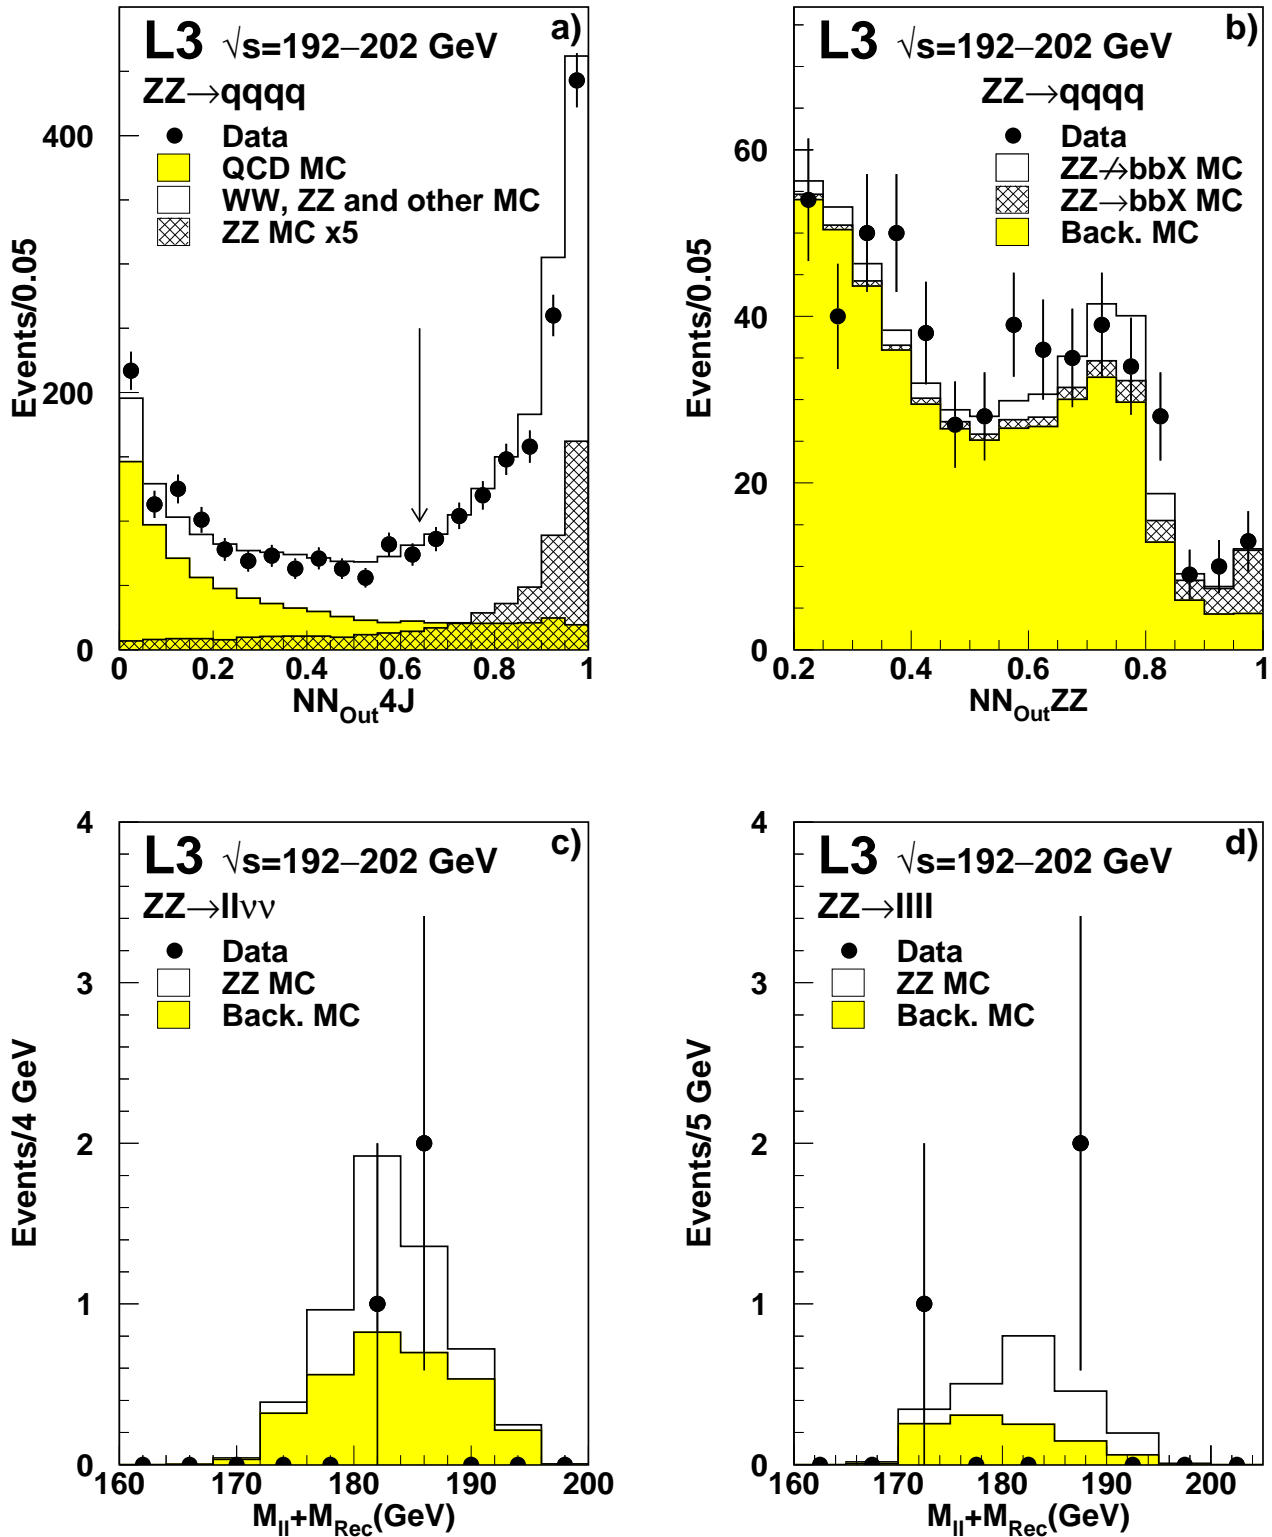 a)
L3 √s=192–202 GeV
ZZ→qqqq
Data
QCD MC
WW, ZZ and other MC
ZZ MC x5
Events/0.05
400
200
0
0 0.2 0.4 0.6 0.8 1
NN_Out4J
b)
L3 √s=192–202 GeV
ZZ→qqqq
Data
ZZ↛bbX MC
ZZ→bbX MC
Back. MC
Events/0.05
60
40
20
0
0.2 0.4 0.6 0.8 1
NN_OutZZ
c)
L3 √s=192–202 GeV
ZZ→llνν
Data
ZZ MC
Back. MC
Events/4 GeV
4
3
2
1
0
160 170 180 190 200
M_ll+M_Rec(GeV)
d)
L3 √s=192–202 GeV
ZZ→llll
Data
ZZ MC
Back. MC
Events/5 GeV
4
3
2
1
0
160 170 180 190 200
M_ll+M_Rec(GeV)